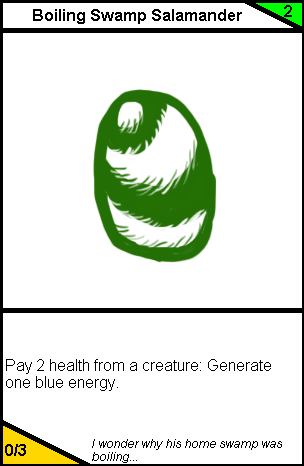 Boiling Swamp Salamander
2
Pay 2 health from a creature: Generate
one blue energy.
0/3
I wonder why his home swamp was
boiling...